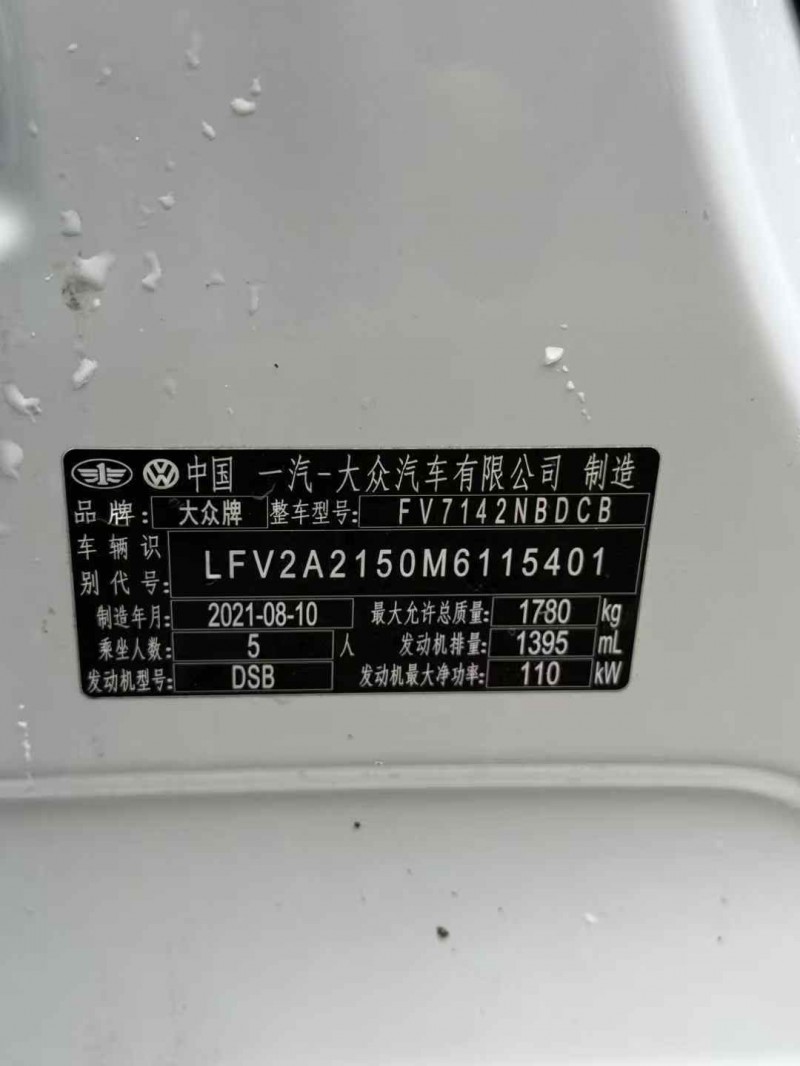 中国 一汽-大众汽车有限公司 制造
品牌: 大众牌 整车型号: FV7142NBDCB
车辆识别代号: LFV2A2150M6115401
制造年月: 2021-08-10 最大允许总质量: 1780 kg
乘坐人数: 5 人 发动机排量: 1395 mL
发动机型号: DSB 发动机最大净功率: 110 kW